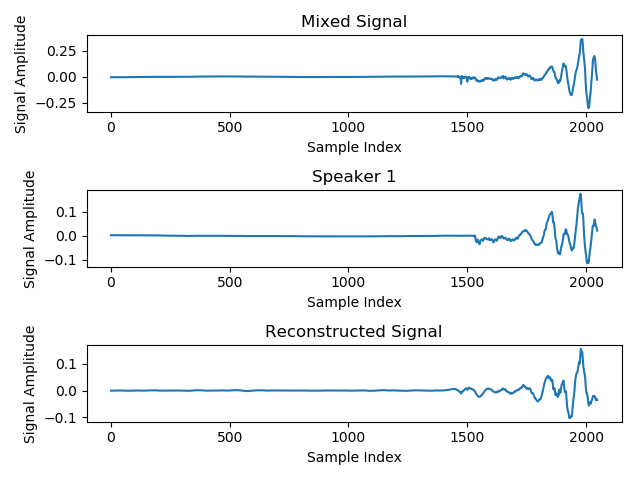 Mixed Signal
Signal Amplitude
0.25
0.00
−0.25
0 500 1000 1500 2000
Sample Index
Speaker 1
Signal Amplitude
0.1
0.0
−0.1
0 500 1000 1500 2000
Sample Index
Reconstructed Signal
Signal Amplitude
0.1
0.0
−0.1
0 500 1000 1500 2000
Sample Index